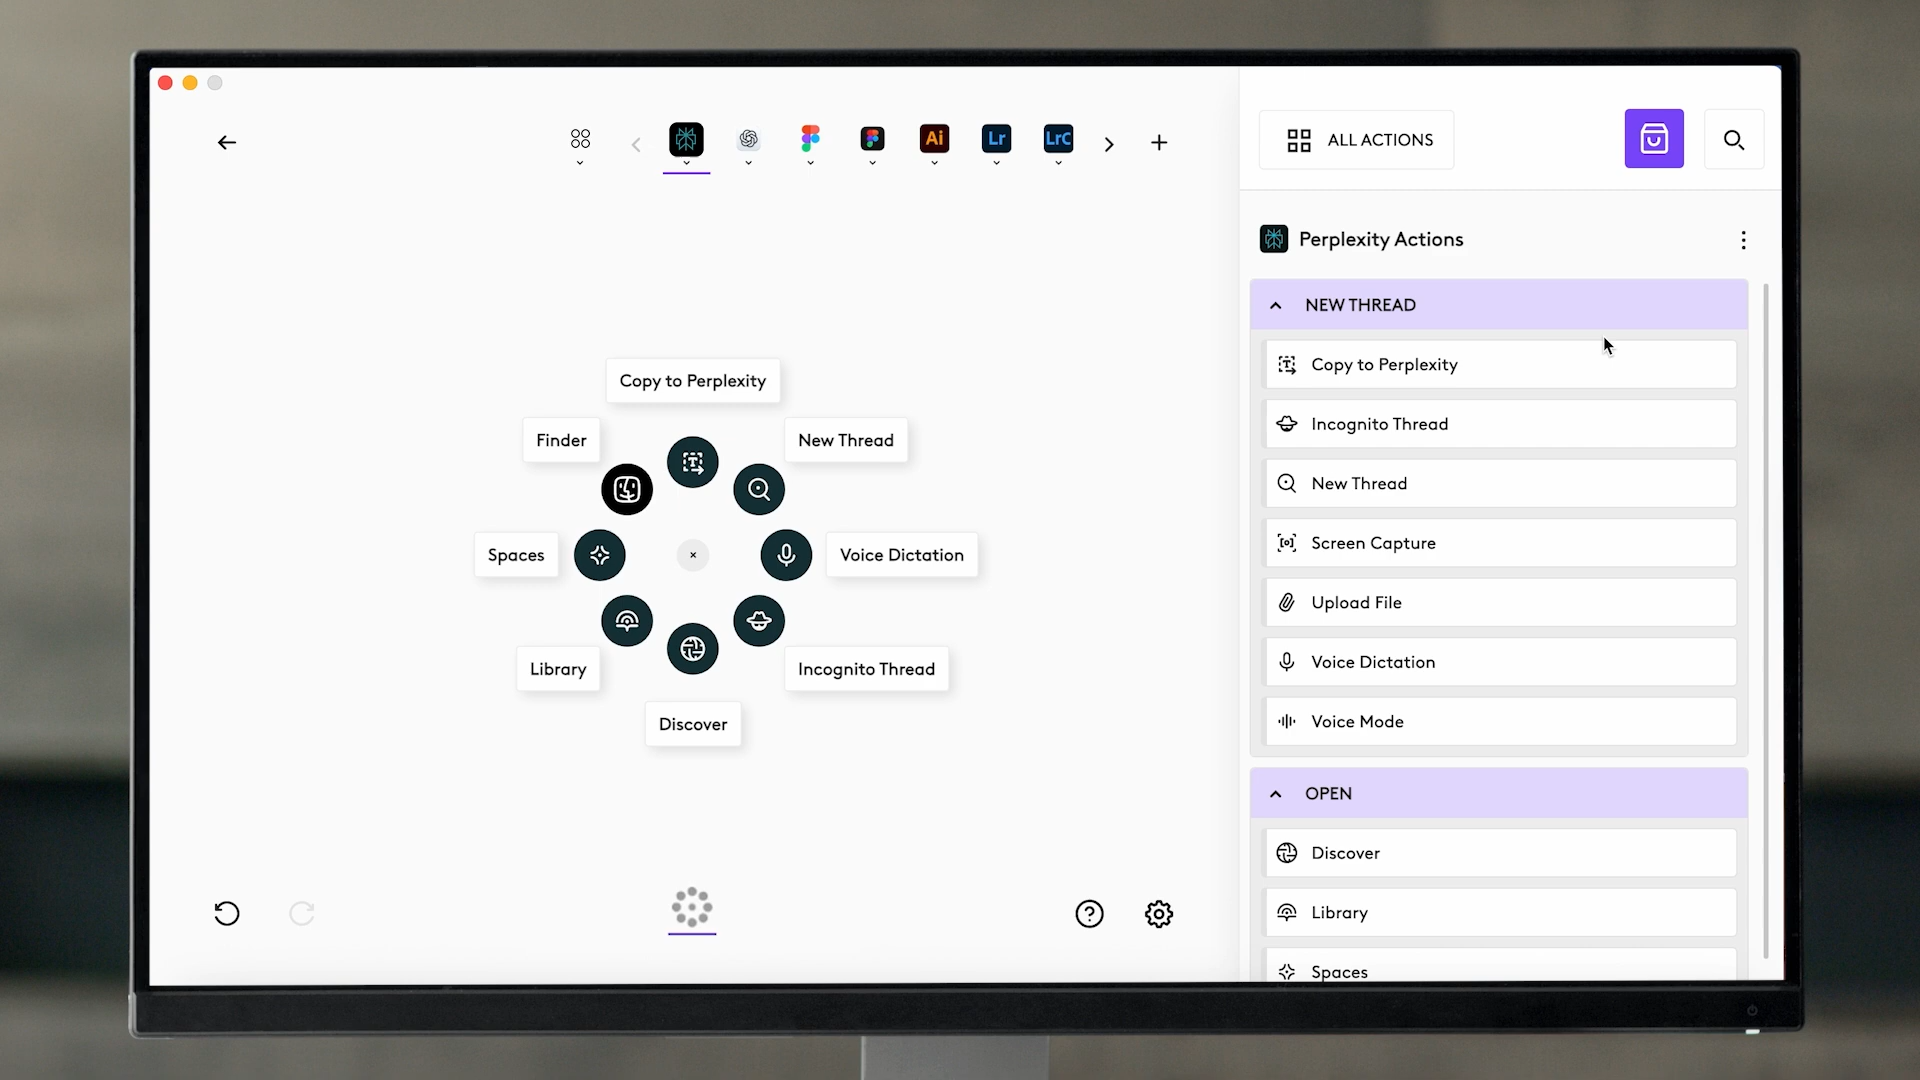 Ai
Lr
LrC
ALL ACTIONS
Perplexity Actions
NEW THREAD
Copy to Perplexity
Incognito Thread
New Thread
Screen Capture
Upload File
Voice Dictation
Voice Mode
OPEN
Discover
Library
Spaces
Copy to Perplexity
Finder
New Thread
Spaces
Voice Dictation
Library
Incognito Thread
Discover